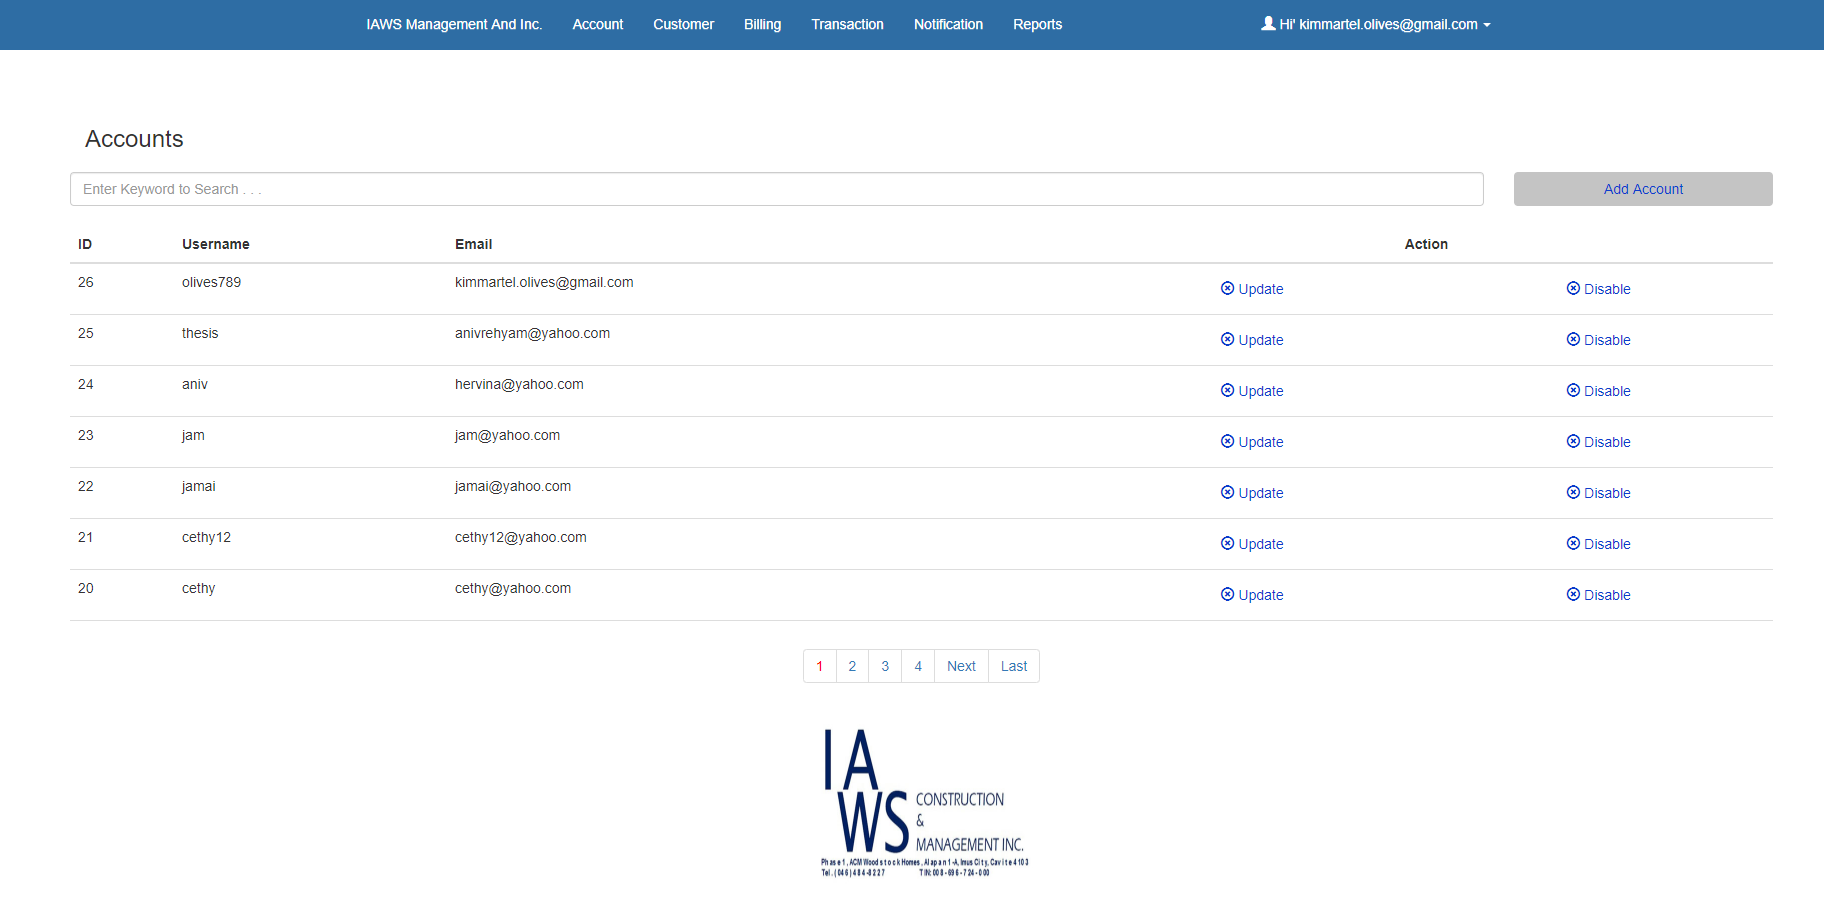 IAWS Management And Inc. Account Customer Billing Transaction Notification Reports Hi' kimmartel.olives@gmail.com
Accounts
Enter Keyword to Search . . . Add Account
ID Username Email Action
26 olives789 kimmartel.olives@gmail.com Update Disable
25 thesis anivrehyam@yahoo.com Update Disable
24 aniv hervina@yahoo.com Update Disable
23 jam jam@yahoo.com Update Disable
22 jamai jamai@yahoo.com Update Disable
21 cethy12 cethy12@yahoo.com Update Disable
20 cethy cethy@yahoo.com Update Disable
1 2 3 4 Next Last
IA
WS CONSTRUCTION
&
MANAGEMENT INC.
Phase 1, ACM Woodstock Homes, Alapan 1-A, Imus City, Cavite 4103
Tel. (046) 484-8227 TIN: 008-696-724-000